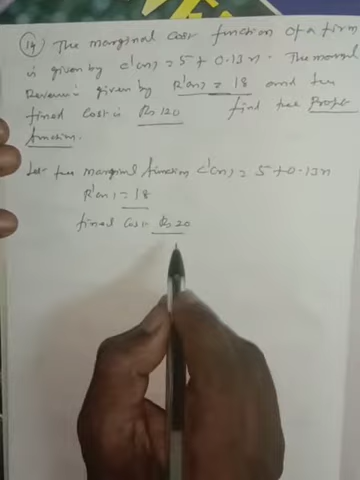 (19) The marginal cost function of a firm
is given by C'(x) = 5 + 0.13x. The marginal
Revenue given by R'(x) = 18 and the
fixed cost is Rs 120 find the Profit
function.
Let the marginal function C'(x) = 5 + 0.13x
R'(x) = 18
fixed cost Rs 120